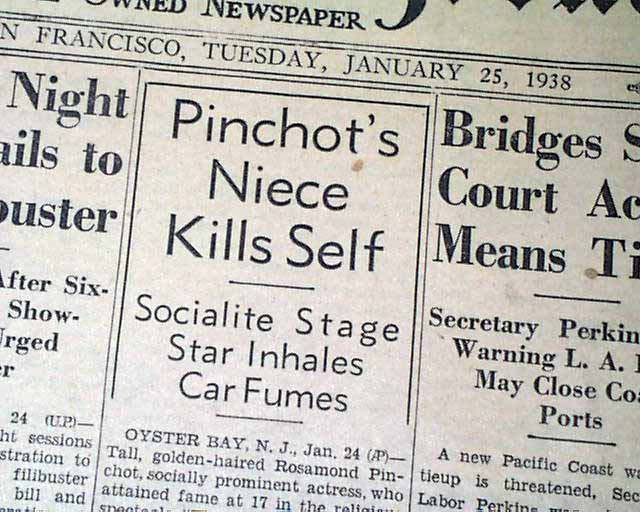 OWNED NEWSPAPER
FRANCISCO, TUESDAY, JANUARY 25, 1938
Night
ails to
buster
After Six-
Show-
Urged
er
24 (U.P.)—
ht sessions
stration to
filibuster
bill and
Pinchot's
Niece
Kills Self
Socialite Stage
Star Inhales
Car Fumes
OYSTER BAY, N. J., Jan. 24 (AP)—
Tall, golden-haired Rosamond Pin-
chot, socially prominent actress, who
attained fame at 17 in the religious
Bridges S
Court Ac
Means Ti
Secretary Perkin
Warning L. A.
May Close Coa
Ports
A new Pacific Coast wa
tieup is threatened, Sec
Labor Perkins